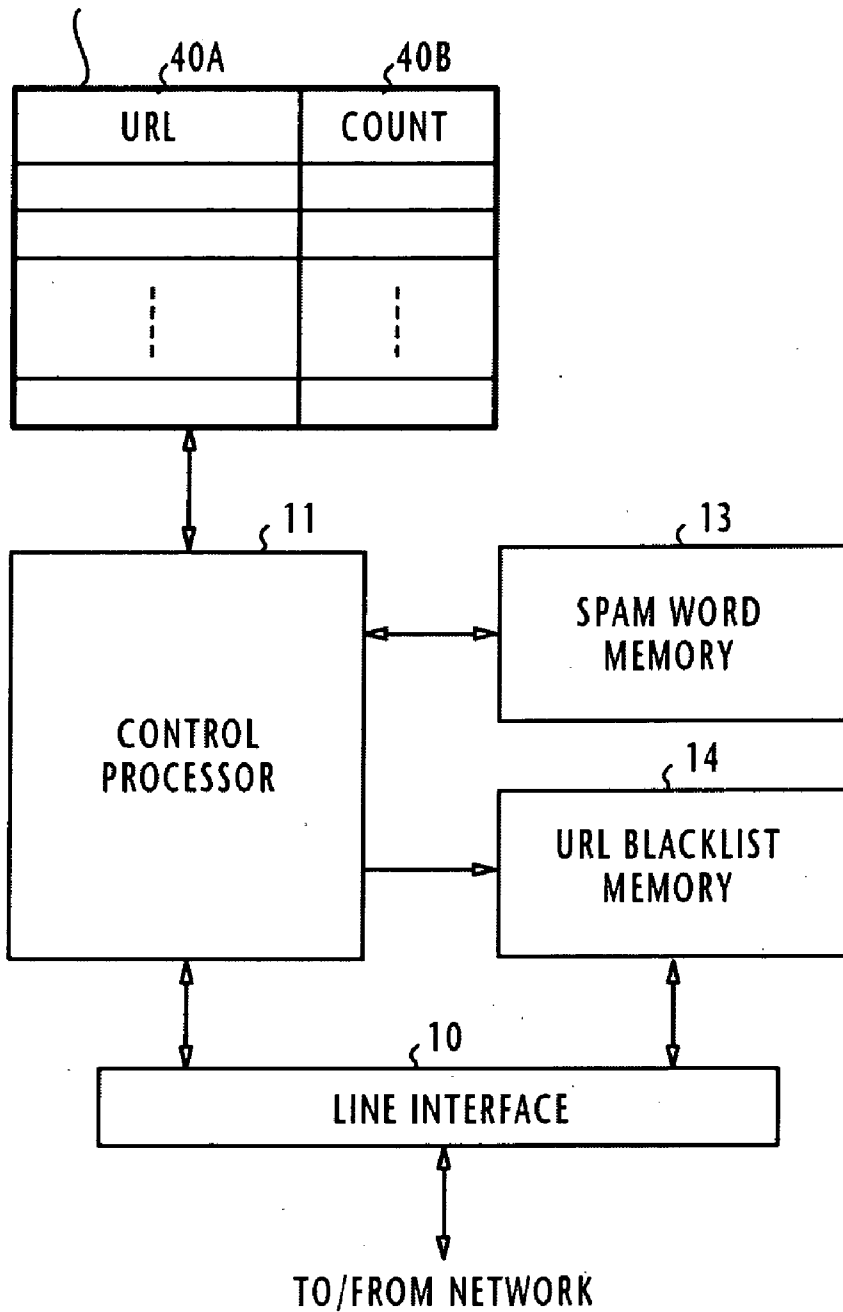 40A 40B
URL COUNT
11
13
CONTROL
PROCESSOR
SPAM WORD
MEMORY
14
URL BLACKLIST
MEMORY
10
LINE INTERFACE
TO/FROM NETWORK